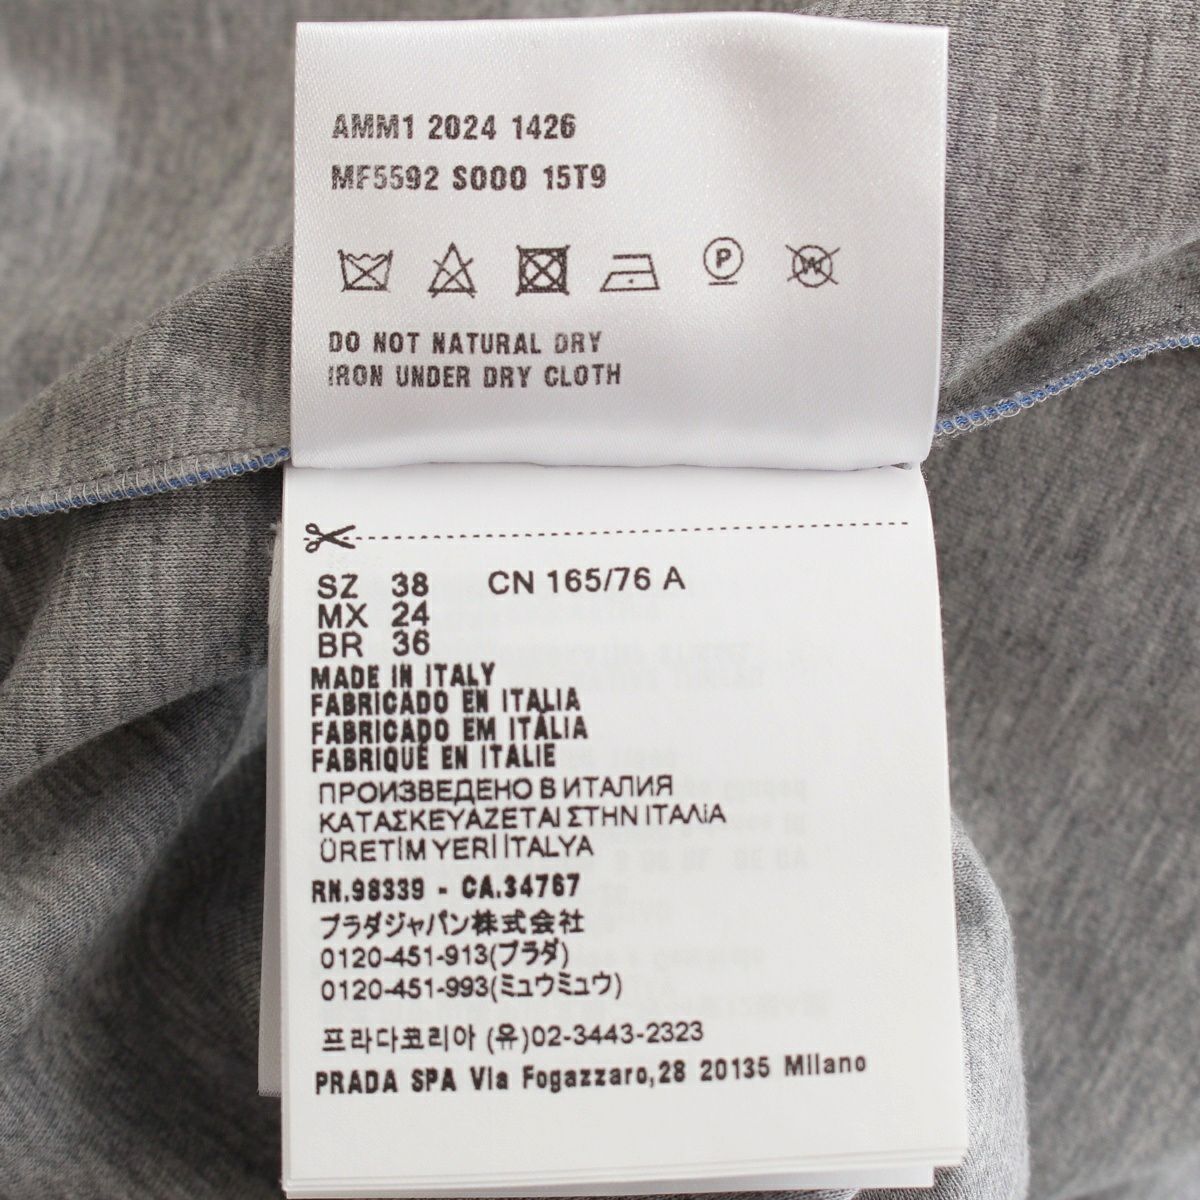 AMM1 2024 1426
MF5592 S000 15T9
P W
DO NOT NATURAL DRY
IRON UNDER DRY CLOTH
SZ 38 CN 165/76 A
MX 24
BR 36
MADE IN ITALY
FABRICADO EN ITALIA
FABRICADO EM ITÁLIA
FABRIQUÉ EN ITALIE
ПРОИЗВЕДЕНО В ИТАЛИЯ
ΚΑΤΑΣΚΕΥΑΖΕΤΑΙ ΣΤΗΝ ΙΤΑΛiΑ
ÜRETİM YERİ İTALYA
RN.98339 - CA.34767
プラダジャパン株式会社
0120-451-913(プラダ)
0120-451-993(ミュウミュウ)
프라다코리아 (유)02-3443-2323
PRADA SPA Via Fogazzaro,28 20135 Milano